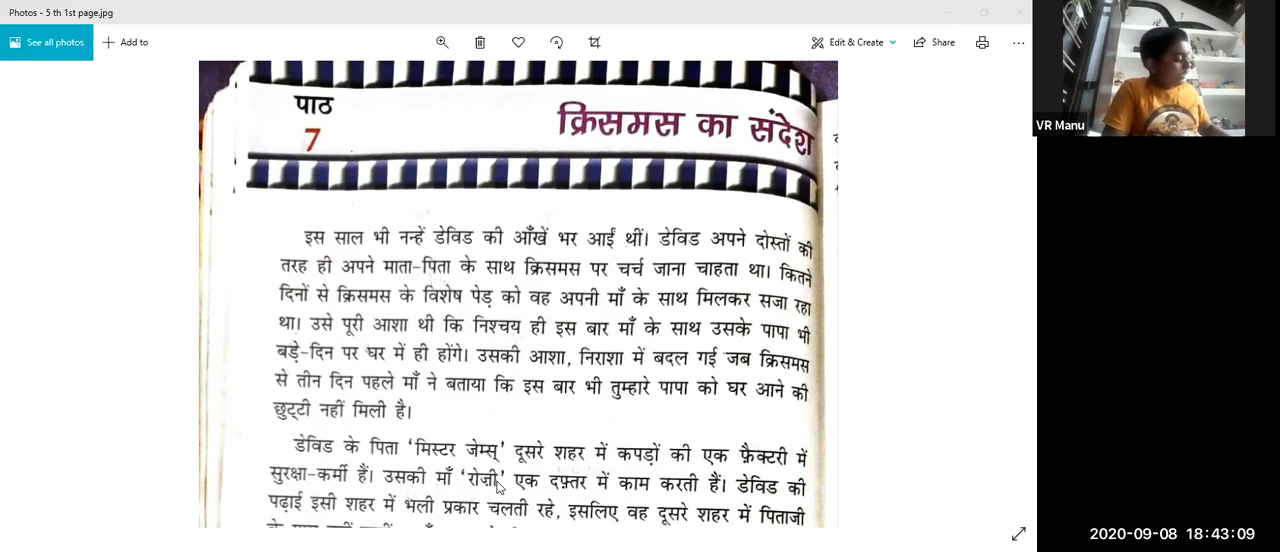 Photos - 5 th 1st page.jpg
See all photos
Add to
Edit & Create
Share
VR Manu
पाठ
7
क्रिसमस का संदेश
इस साल भी नन्हें डेविड की आँखें भर आईं थीं। डेविड अपने दोस्तों की
तरह ही अपने माता-पिता के साथ क्रिसमस पर चर्च जाना चाहता था। कितने
दिनों से क्रिसमस के विशेष पेड़ को वह अपनी माँ के साथ मिलकर सजा रहा
था। उसे पूरी आशा थी कि निश्चय ही इस बार माँ के साथ उसके पापा भी
बड़े-दिन पर घर में ही होंगे। उसकी आशा, निराशा में बदल गई जब क्रिसमस
से तीन दिन पहले माँ ने बताया कि इस बार भी तुम्हारे पापा को घर आने की
छुट्टी नहीं मिली है।
डेविड के पिता ‘मिस्टर जेम्स्’ दूसरे शहर में कपड़ों की एक फ़ैक्टरी में
सुरक्षा-कर्मी हैं। उसकी माँ ‘रोज़ी’ एक दफ़्तर में काम करती हैं। डेविड की
पढ़ाई इसी शहर में भली प्रकार चलती रहे, इसलिए वह दूसरे शहर में पिताजी
2020-09-08 18:43:09